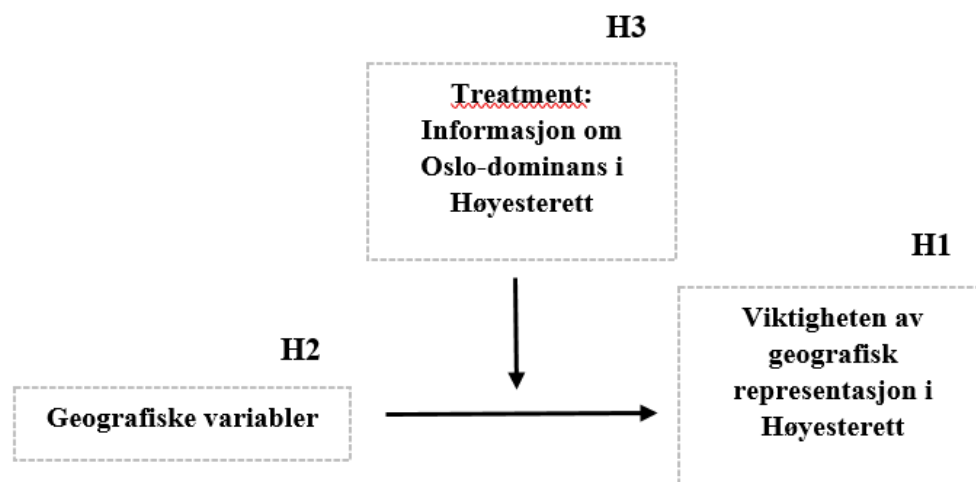 H3
Treatment:
Informasjon om
Oslo-dominans i
Høyesterett
H1
Viktigheten av
geografisk
representasjon i
Høyesterett
H2
Geografiske variabler